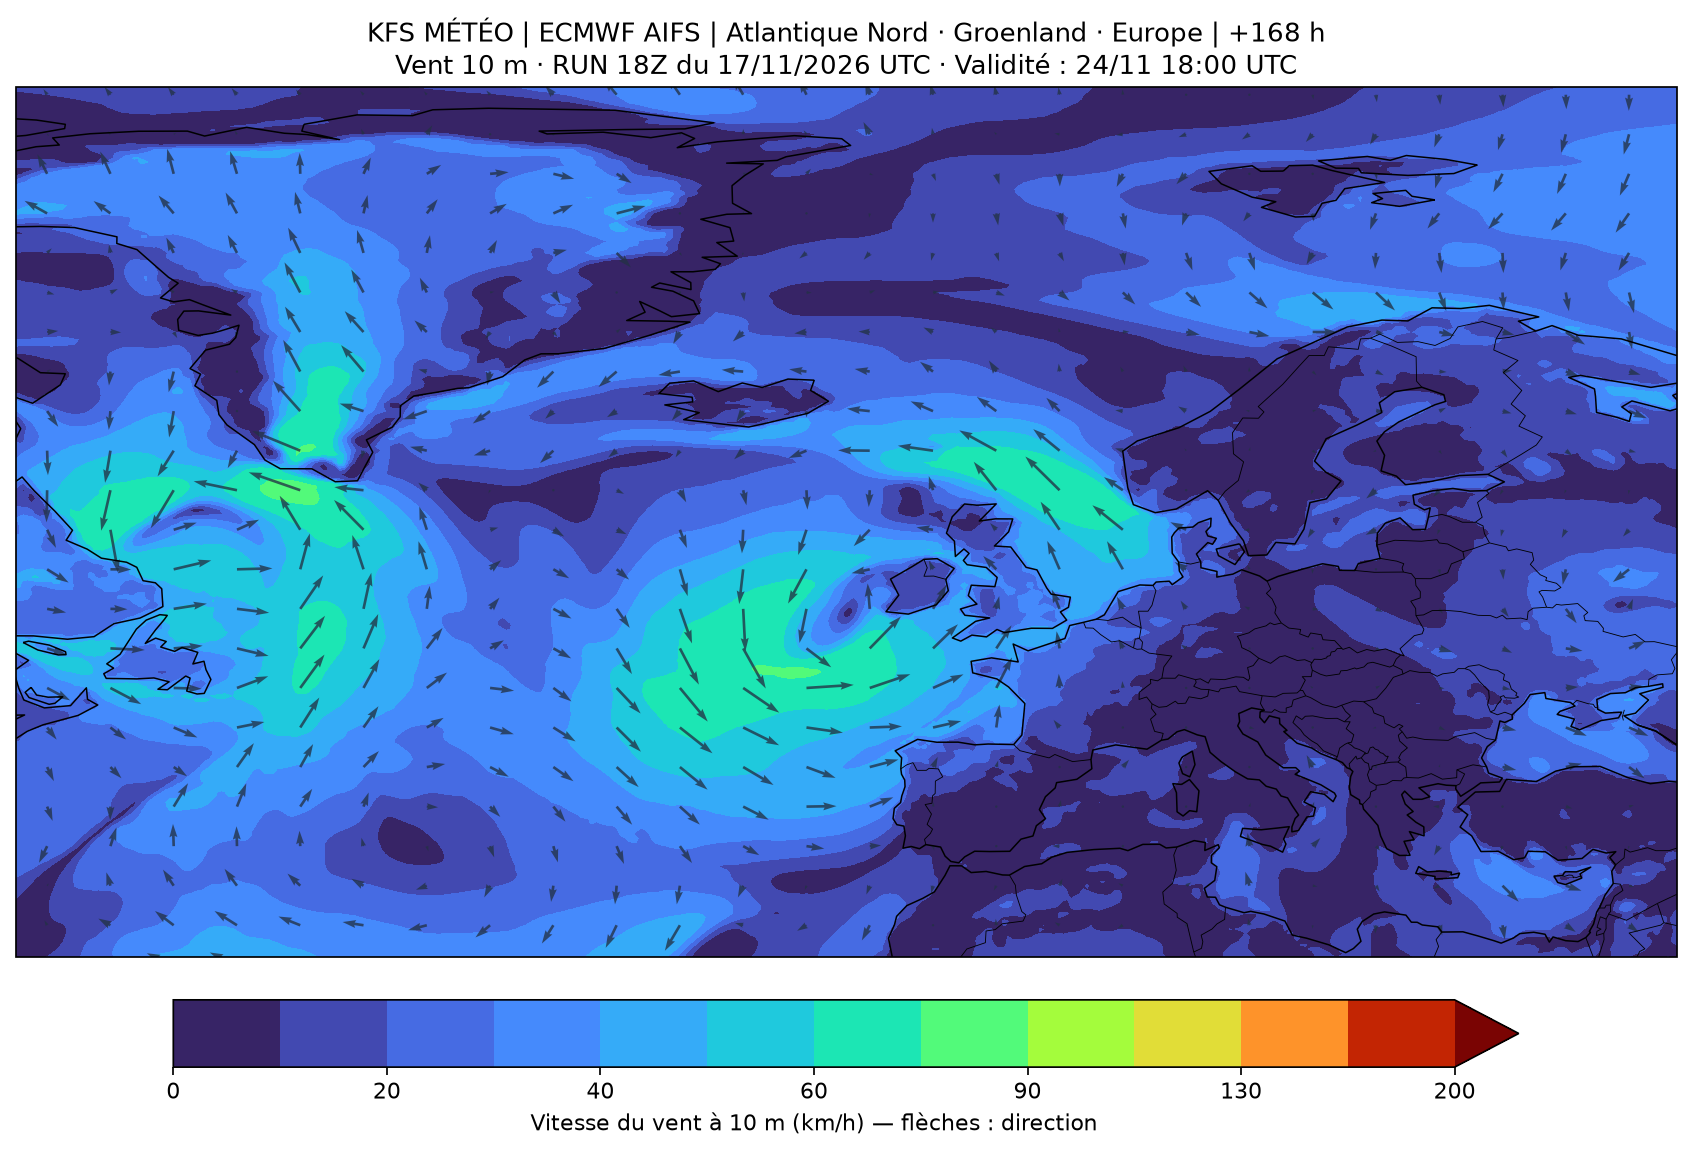 KFS MÉTÉO | ECMWF AIFS | Atlantique Nord · Groenland · Europe | +168 h
Vent 10 m · RUN 18Z du 17/11/2026 UTC · Validité : 24/11 18:00 UTC
0 20 40 60 90 130 200
Vitesse du vent à 10 m (km/h) — flèches : direction